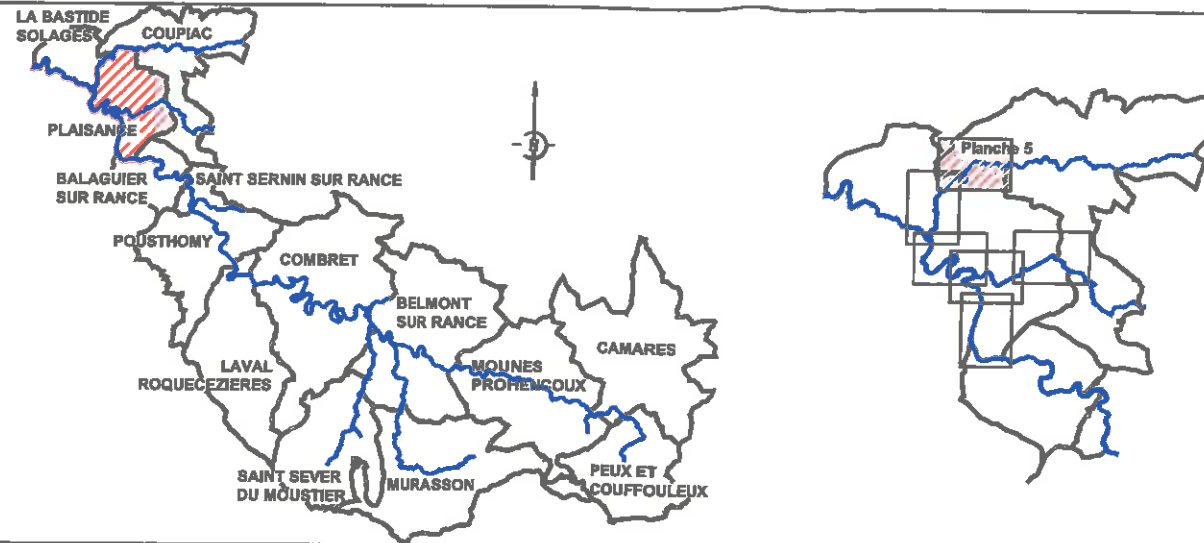 LA BASTIDE
SOLAGES
COUPIAC
PLAISANCE
BALAGUIER
SUR RANCE
SAINT SERNIN SUR RANCE
POUSTHOMY
COMBRET
BELMONT
SUR RANCE
LAVAL
ROQUECEZIERES
MOUNES
PROHENCOUX
CAMARES
SAINT SEVER
DU MOUSTIER
MURASSON
PEUX ET
COUFFOULEUX
N
Planche 5